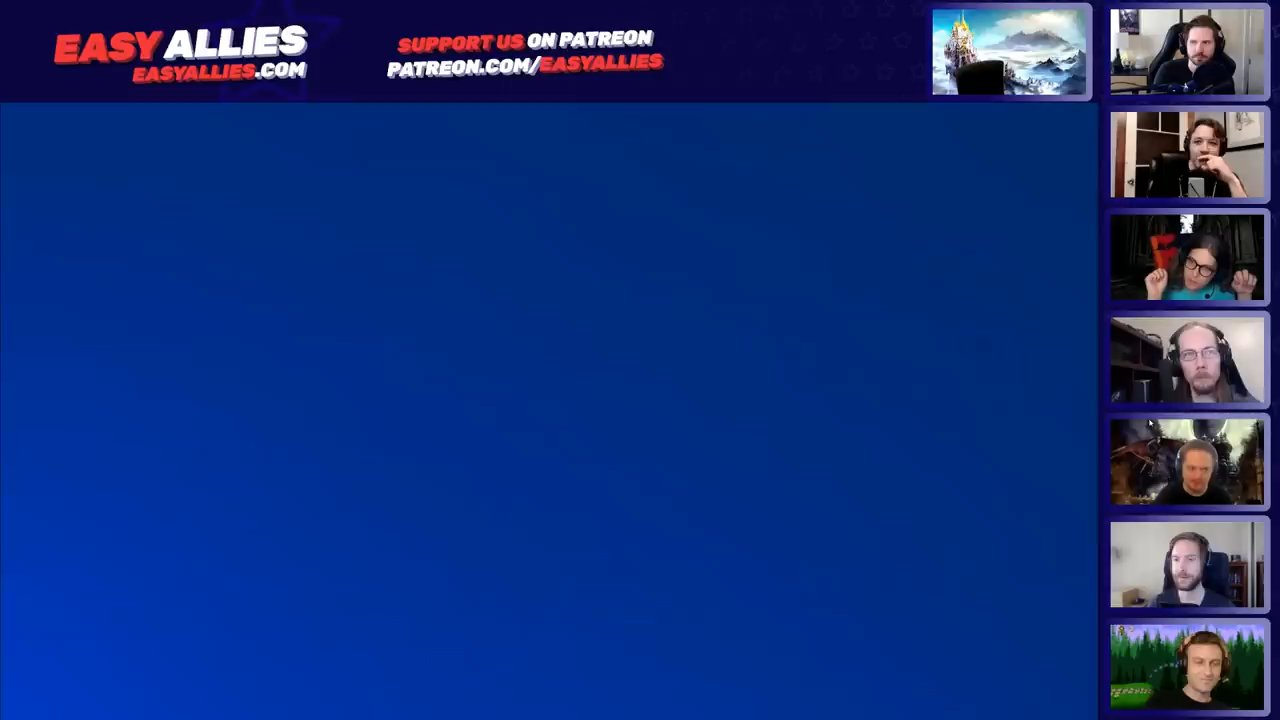 EASY ALLIES
EASYALLIES.COM
SUPPORT US ON PATREON
PATREON.COM/EASYALLIES